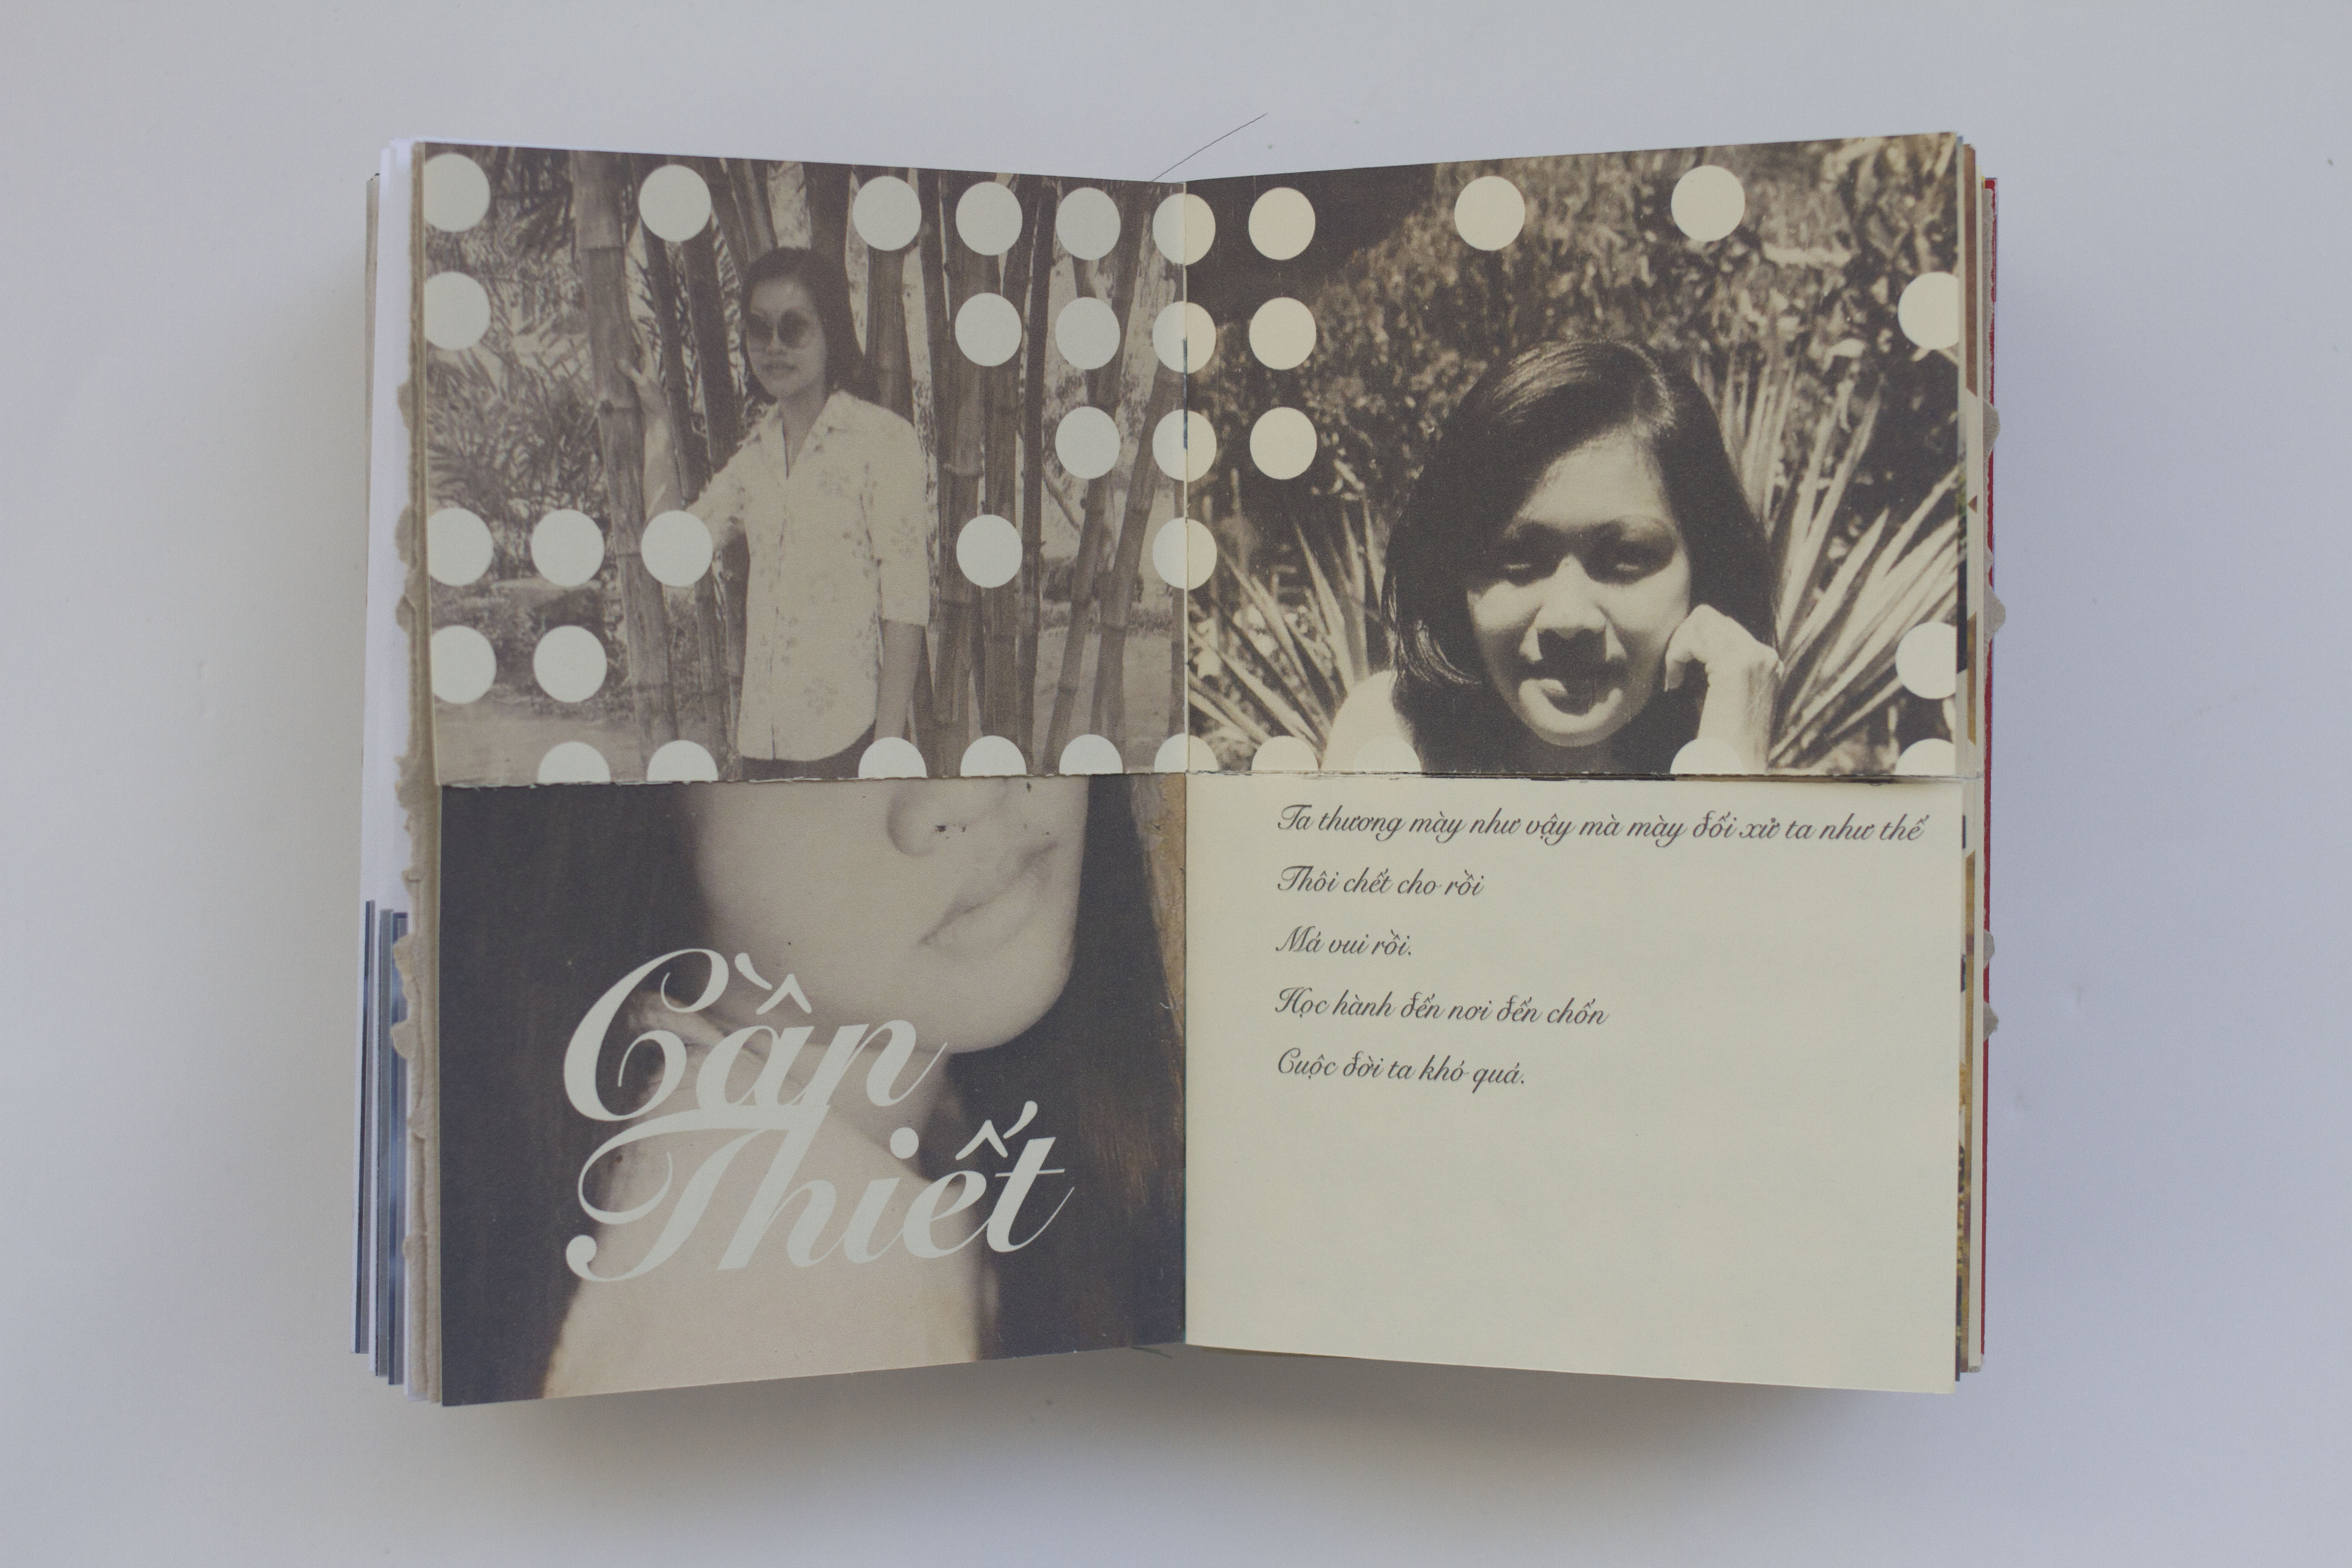 Cần
Thiết
Ta thương mày như vậy mà mày đối xử ta như thế
Thôi chết cho rồi
Má vui rồi.
Học hành đến nơi đến chốn
Cuộc đời ta khó quá.